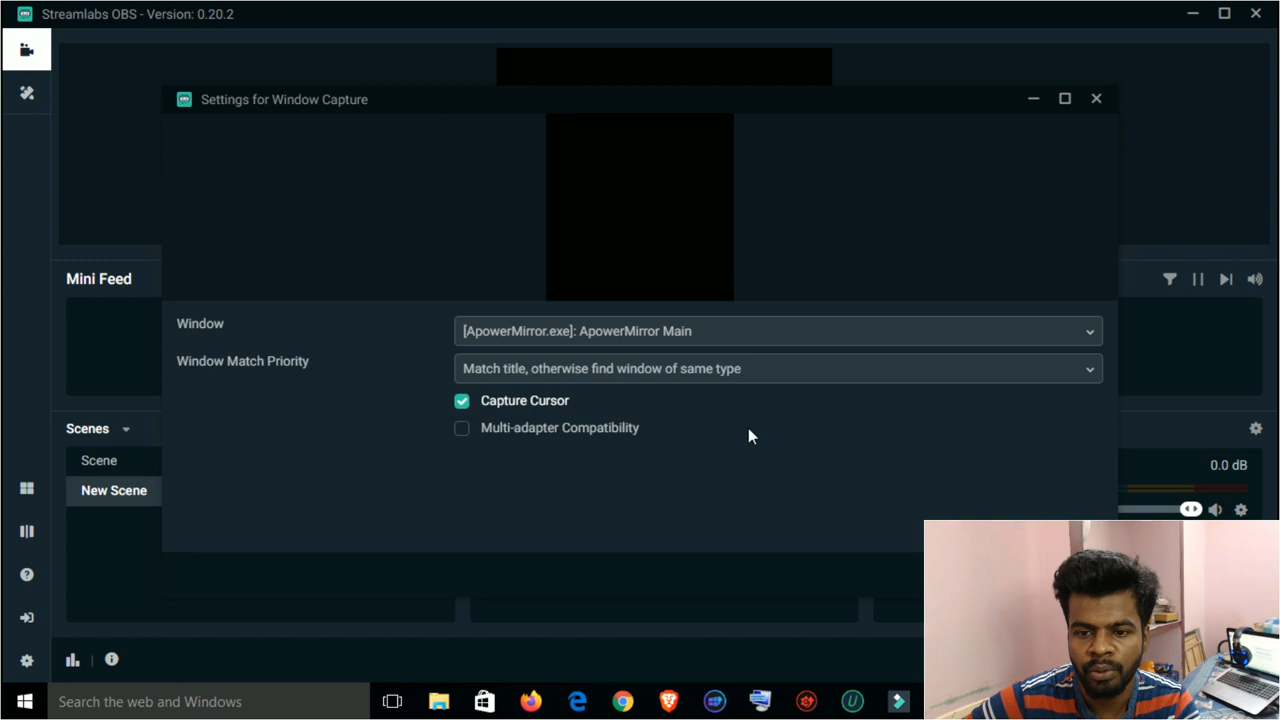 Streamlabs OBS - Version: 0.20.2
Settings for Window Capture
Mini Feed
Window
[ApowerMirror.exe]: ApowerMirror Main
Window Match Priority
Match title, otherwise find window of same type
Capture Cursor
Multi-adapter Compatibility
Scenes
Scene
0.0 dB
New Scene
Search the web and Windows